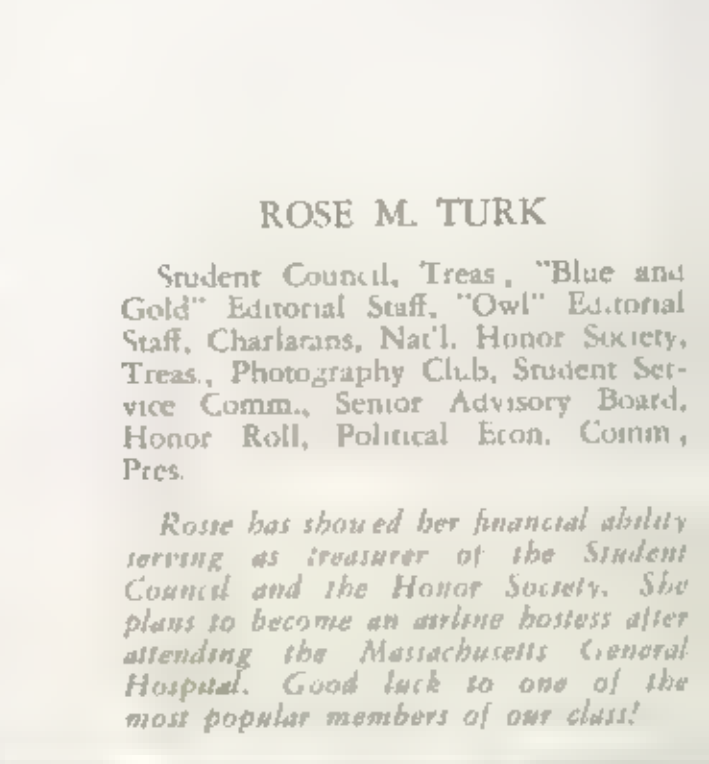 ROSE M. TURK
Student Council, Treas., "Blue and
Gold" Editorial Staff, "Owl" Editorial
Staff, Charlatans, Nat'l. Honor Society,
Treas., Photography Club, Student Ser-
vice Comm., Senior Advisory Board,
Honor Roll, Political Econ. Comm.,
Pres.
Rosie has showed her financial ability
serving as treasurer of the Student
Council and the Honor Society. She
plans to become an airline hostess after
attending the Massachusetts General
Hospital. Good luck to one of the
most popular members of our class!